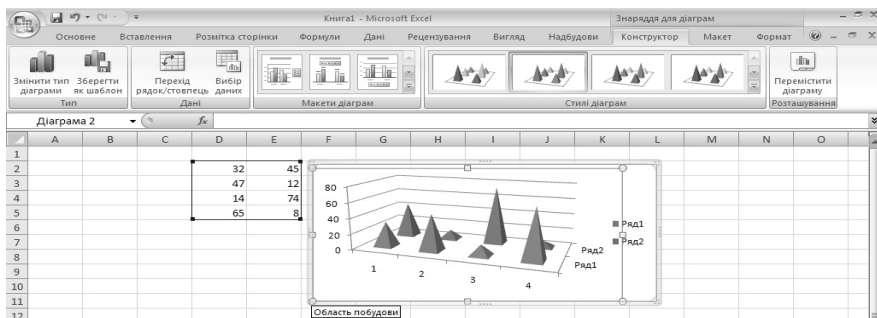 Книга1 - Microsoft Excel
Знаряддя для діаграм
Основне Вставлення Розмітка сторінки Формули Дані Рецензування Вигляд Надбудови Конструктор Макет Формат
Змінити тип діаграми
Зберегти як шаблон
Перехід рядок/стовпець
Вибір даних
Перемістити діаграму
Тип Дані Макети діаграм Стилі діаграм Розташування
Діаграма 2 fx
A B C D E F G H I J K L M N O
1
2 32 45
3 47 12
4 14 74
5 65 8
6
7
8
9
10
11
12
80
60
40
20
0
1 2 3 4
Ряд2
Ряд1
Ряд1
Ряд2
Область побудови